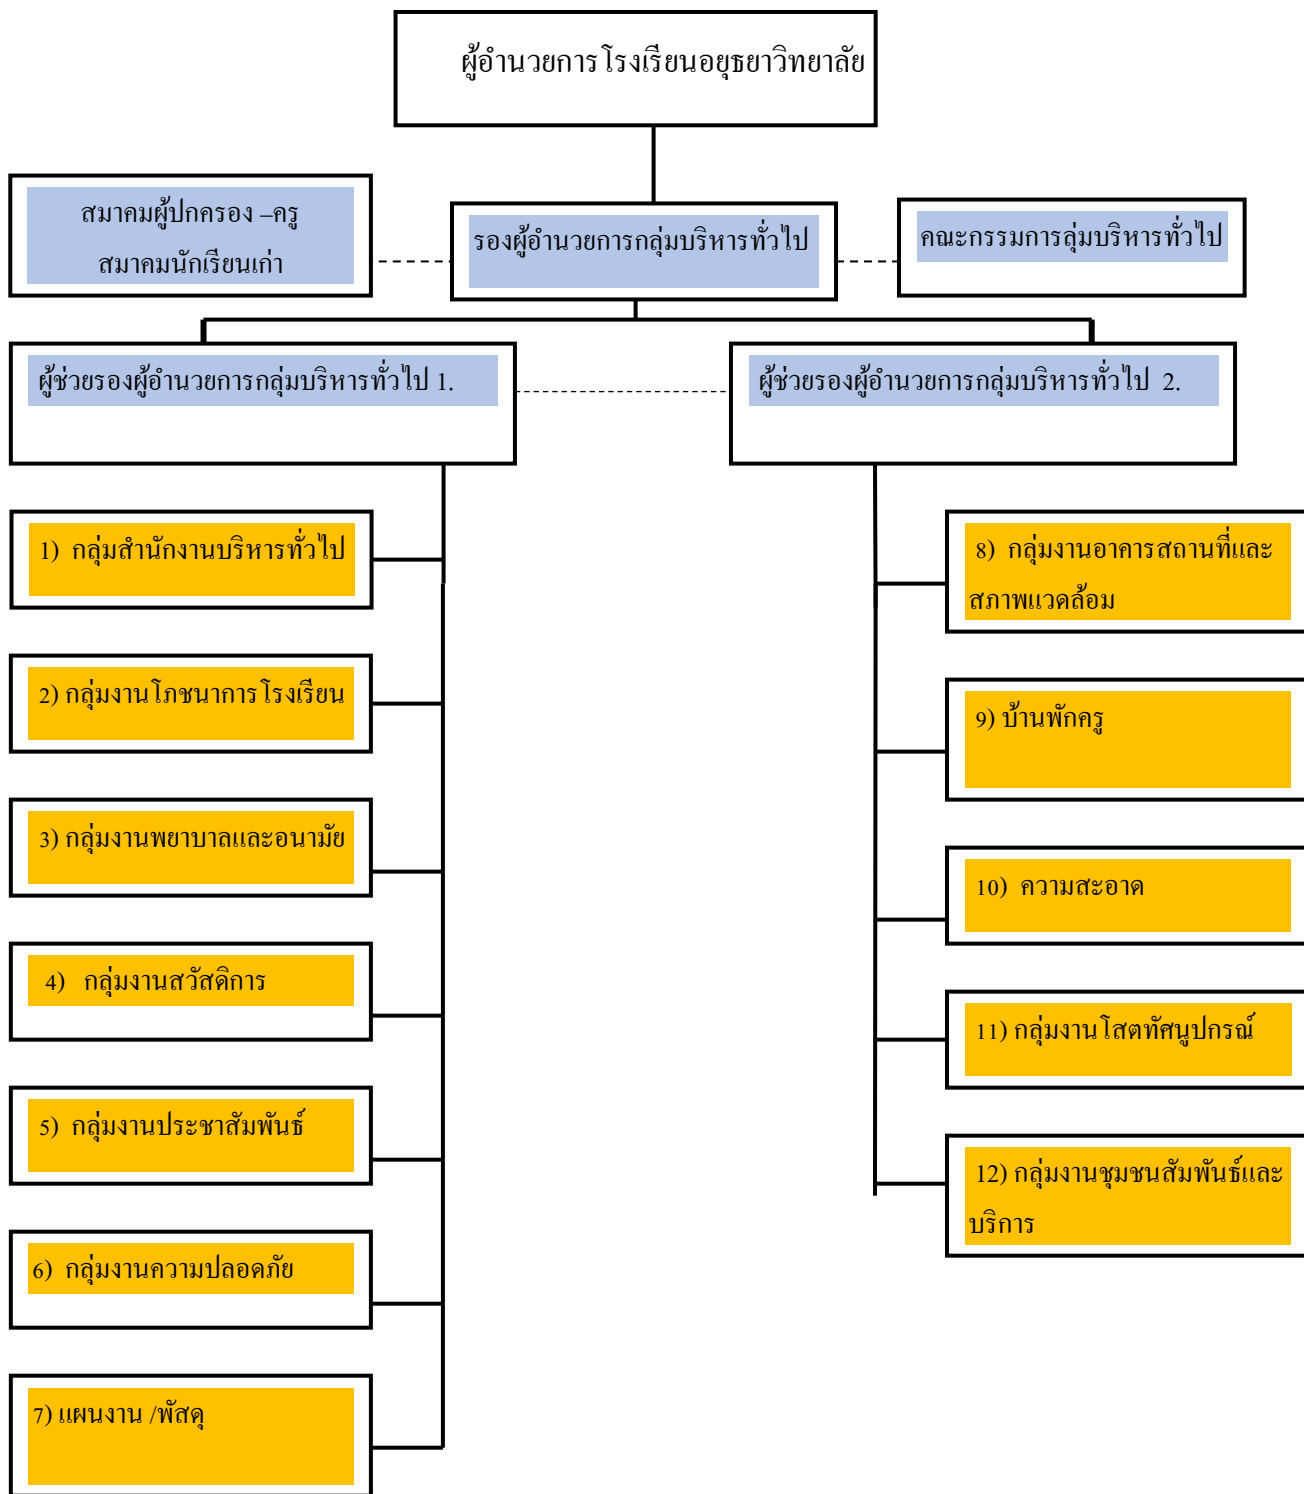 ผู้อำนวยการโรงเรียนอยุธยาวิทยาลัย
สมาคมผู้ปกครอง –ครู
สมาคมนักเรียนเก่า
รองผู้อำนวยการกลุ่มบริหารทั่วไป
คณะกรรมการลุ่มบริหารทั่วไป
ผู้ช่วยรองผู้อำนวยการกลุ่มบริหารทั่วไป 1.
ผู้ช่วยรองผู้อำนวยการกลุ่มบริหารทั่วไป 2.
1) กลุ่มสำนักงานบริหารทั่วไป
2) กลุ่มงานโภชนาการโรงเรียน
3) กลุ่มงานพยาบาลและอนามัย
4) กลุ่มงานสวัสดิการ
5) กลุ่มงานประชาสัมพันธ์
6) กลุ่มงานความปลอดภัย
7) แผนงาน /พัสดุ
8) กลุ่มงานอาคารสถานที่และ
สภาพแวดล้อม
9) บ้านพักครู
10) ความสะอาด
11) กลุ่มงานโสตทัศนูปกรณ์
12) กลุ่มงานชุมชนสัมพันธ์และ
บริการ